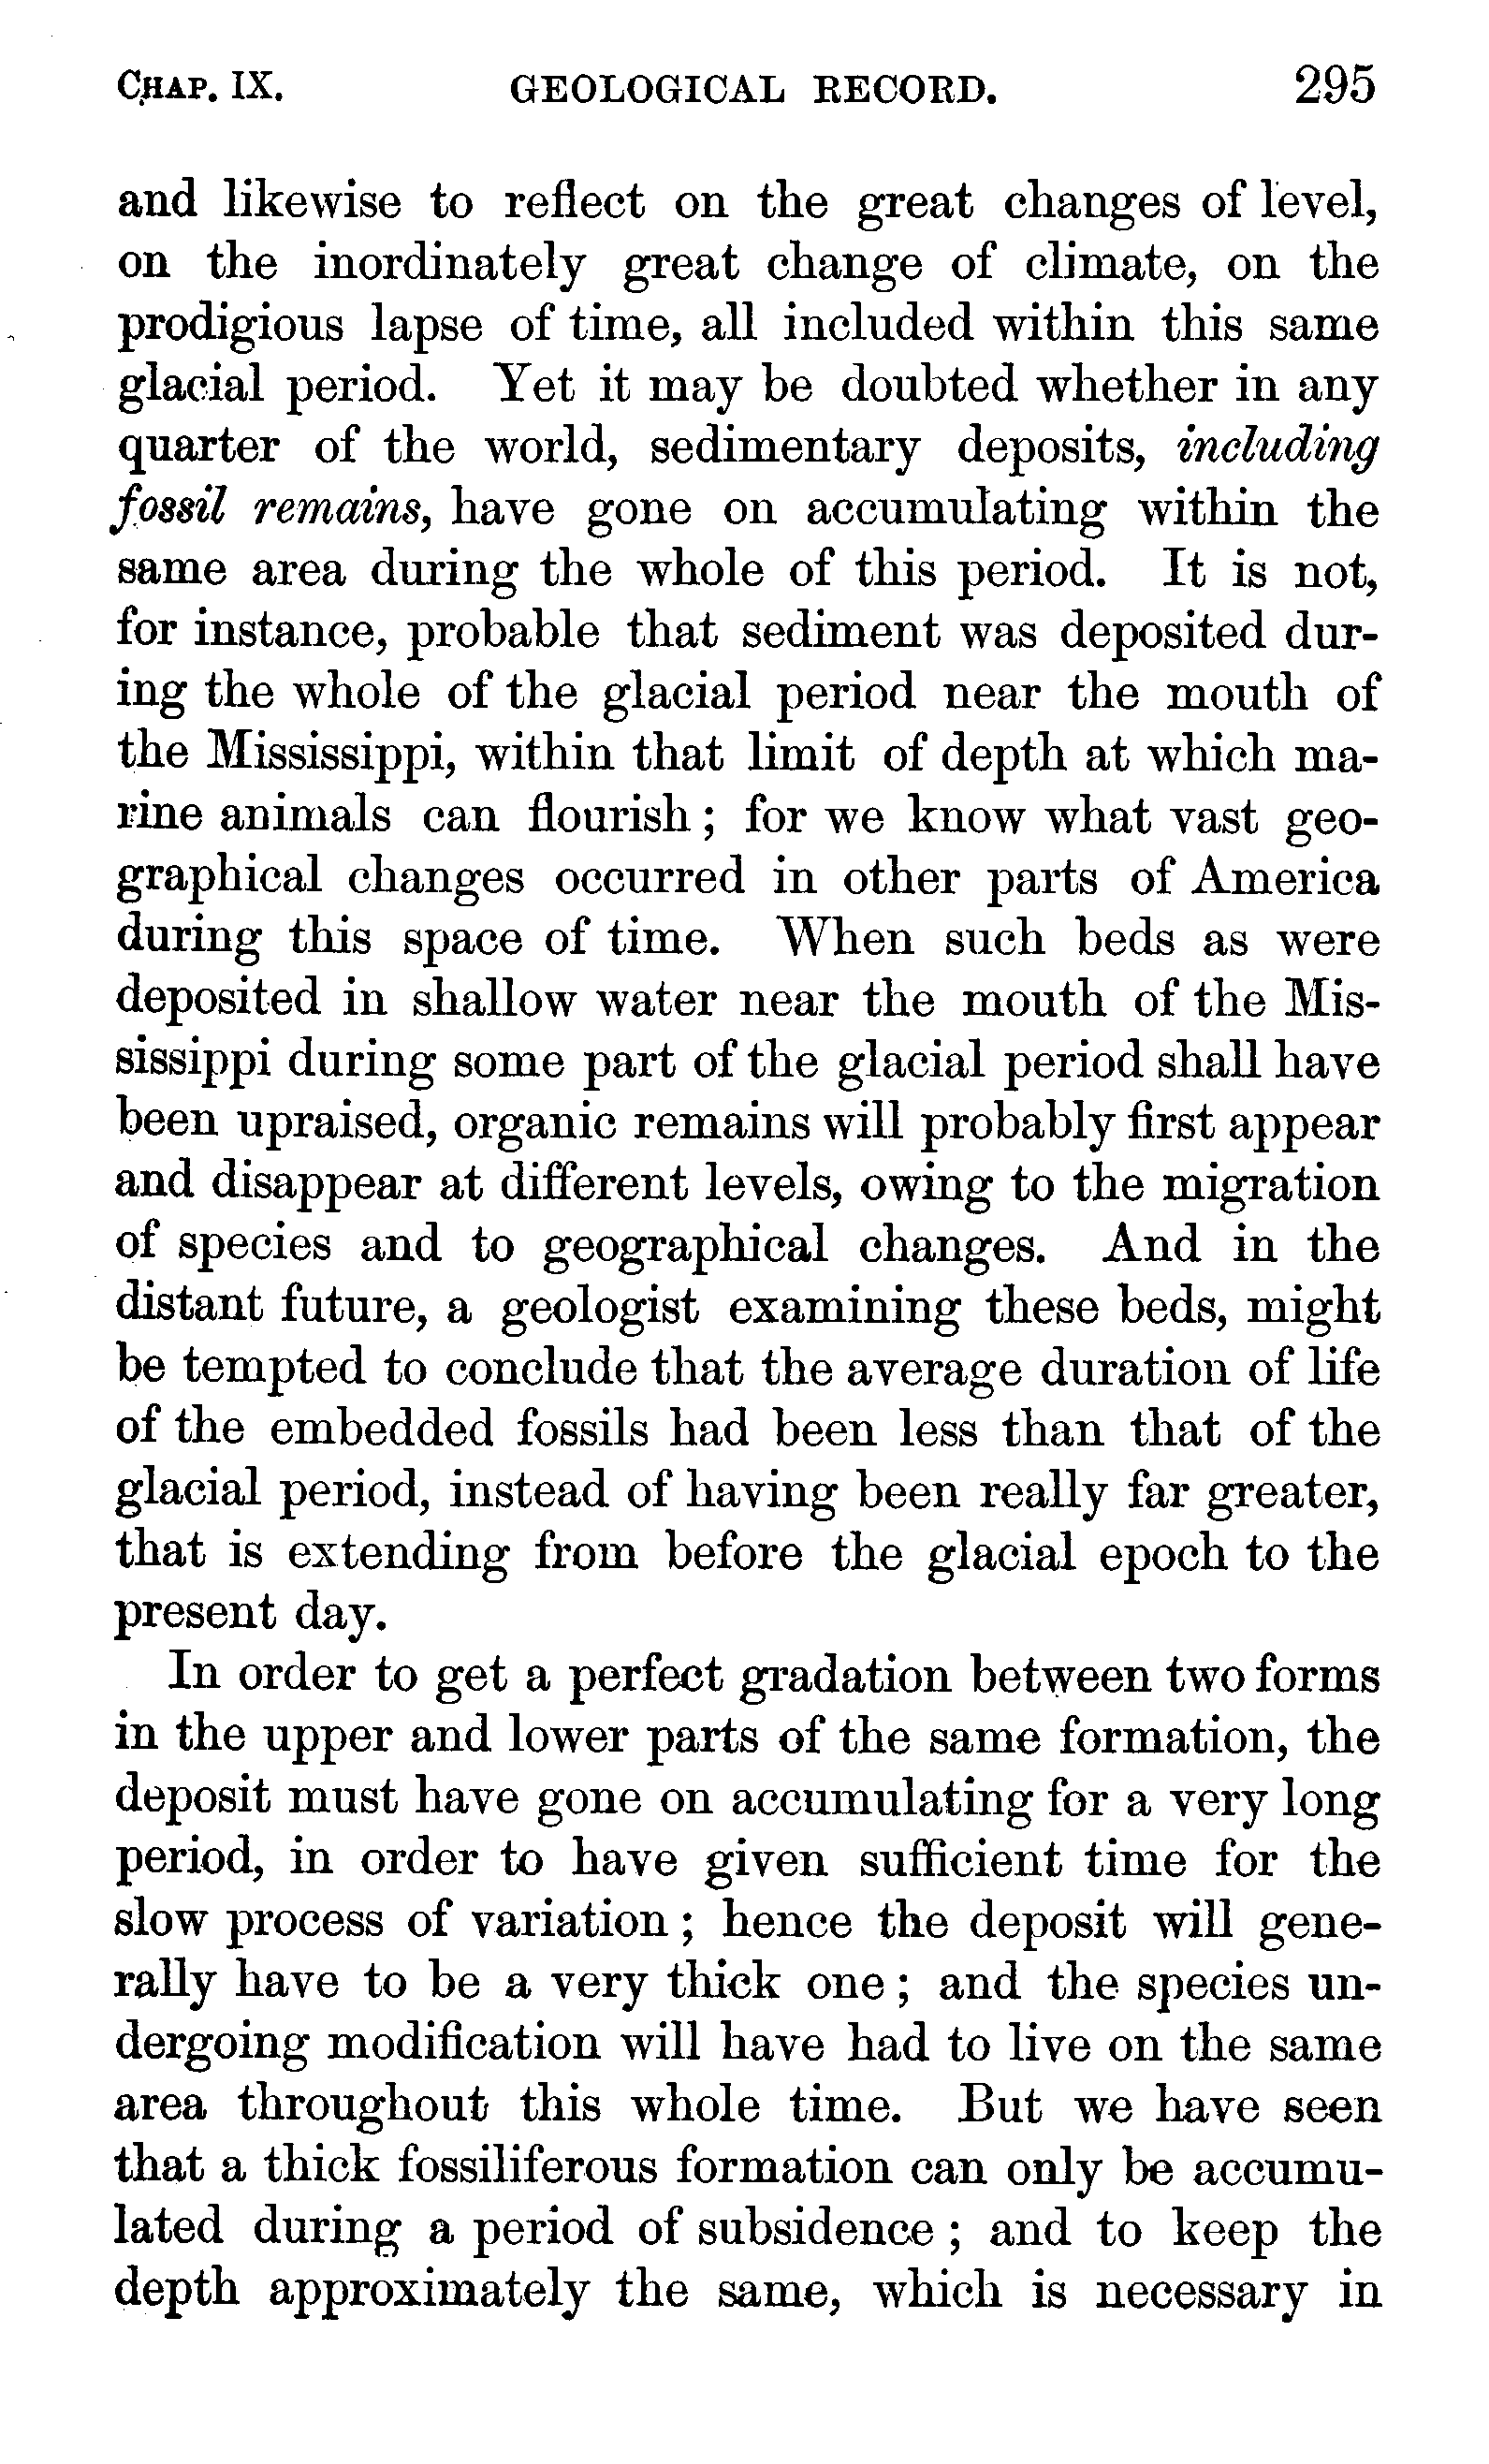 CHAP. IX. GEOLOGICAL RECORD. 295
and likewise to reflect on the great changes of level,
on the inordinately great change of climate, on the
prodigious lapse of time, all included within this same
glacial period. Yet it may be doubted whether in any
quarter of the world, sedimentary deposits, including
fossil remains, have gone on accumulating within the
same area during the whole of this period. It is not,
for instance, probable that sediment was deposited dur-
ing the whole of the glacial period near the mouth of
the Mississippi, within that limit of depth at which ma-
rine animals can flourish; for we know what vast geo-
graphical changes occurred in other parts of America
during this space of time. When such beds as were
deposited in shallow water near the mouth of the Mis-
sissippi during some part of the glacial period shall have
been upraised, organic remains will probably first appear
and disappear at different levels, owing to the migration
of species and to geographical changes. And in the
distant future, a geologist examining these beds, might
be tempted to conclude that the average duration of life
of the embedded fossils had been less than that of the
glacial period, instead of having been really far greater,
that is extending from before the glacial epoch to the
present day.
In order to get a perfect gradation between two forms
in the upper and lower parts of the same formation, the
deposit must have gone on accumulating for a very long
period, in order to have given sufficient time for the
slow process of variation; hence the deposit will gene-
rally have to be a very thick one; and the species un-
dergoing modification will have had to live on the same
area throughout this whole time. But we have seen
that a thick fossiliferous formation can only be accumu-
lated during a period of subsidence; and to keep the
depth approximately the same, which is necessary in